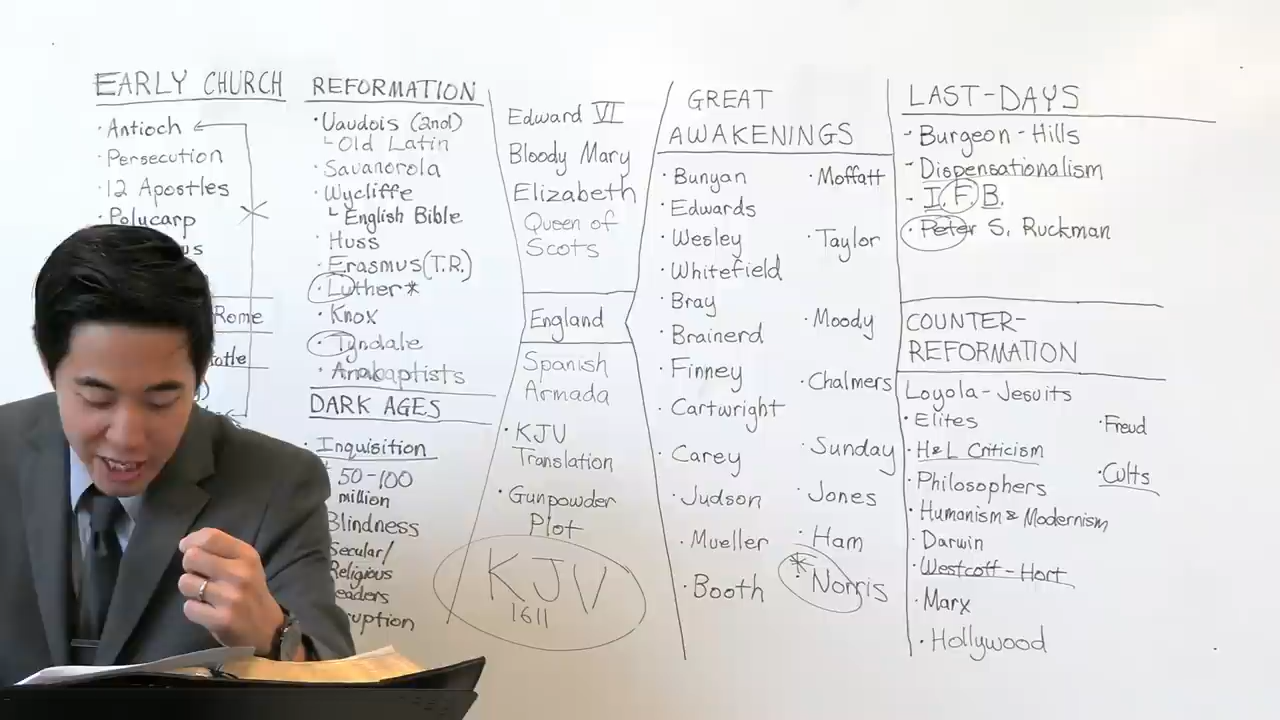 EARLY CHURCH
· Antioch
· Persecution
· 12 Apostles
· Polycarp
us
Rome
REFORMATION
· Vaudois (2nd)
Old Latin
· Savanorola
· Wycliffe
English Bible
· Huss
· Erasmus (T.R.)
· Luther *
· Knox
· Tyndale
· Anabaptists
DARK AGES
· Inquisition
50-100
million
Blindness
Secular/
Religious
eaders
ruption
Edward VI
Bloody Mary
Elizabeth
Queen of
Scots
England
Spanish
Armada
· KJV
Translation
· Gunpowder
Plot
KJV
1611
GREAT
AWAKENINGS
· Bunyan
· Edwards
· Wesley
· Whitefield
· Bray
· Brainerd
· Finney
· Cartwright
· Carey
· Judson
· Mueller
· Booth
· Moffatt
· Taylor
· Moody
· Chalmers
· Sunday
· Jones
· Ham
* · Norris
LAST-DAYS
- Burgeon - Hills
- Dispensationalism
- I.F.B.
· Peter S. Ruckman
COUNTER-
REFORMATION
Loyola - Jesuits
· Elites
· H&L Criticism
· Philosophers
· Humanism & Modernism
· Darwin
· Westcott - Hort
· Marx
· Hollywood
· Freud
· Cults